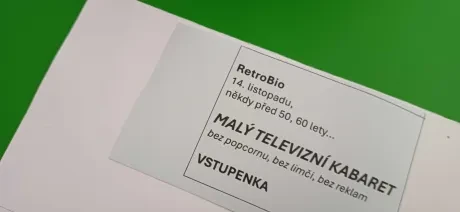 RetroBio
14. listopadu,
někdy před 50, 60 lety...
MALÝ TELEVIZNÍ KABARET
bez popcornu, bez limči, bez reklam
VSTUPENKA